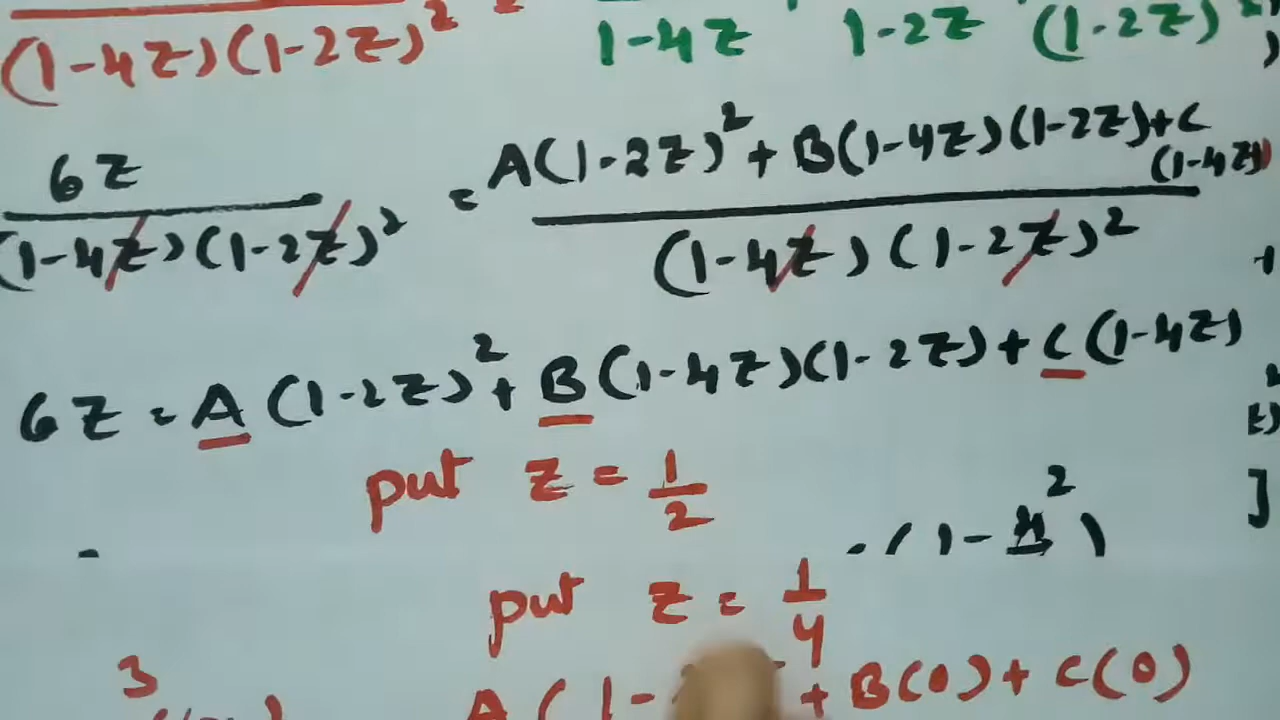 (1-4z)(1-2z)² = 1-4z 1-2z (1-2z)²
6z / (1-4z)(1-2z)² = A(1-2z)² + B(1-4z)(1-2z) + C (1-4z) / (1-4z)(1-2z)²
6z = A(1-2z)² + B(1-4z)(1-2z) + C(1-4z)
put z = 1/2
put z = 1/4
3
A(1- + B(0) + C(0)